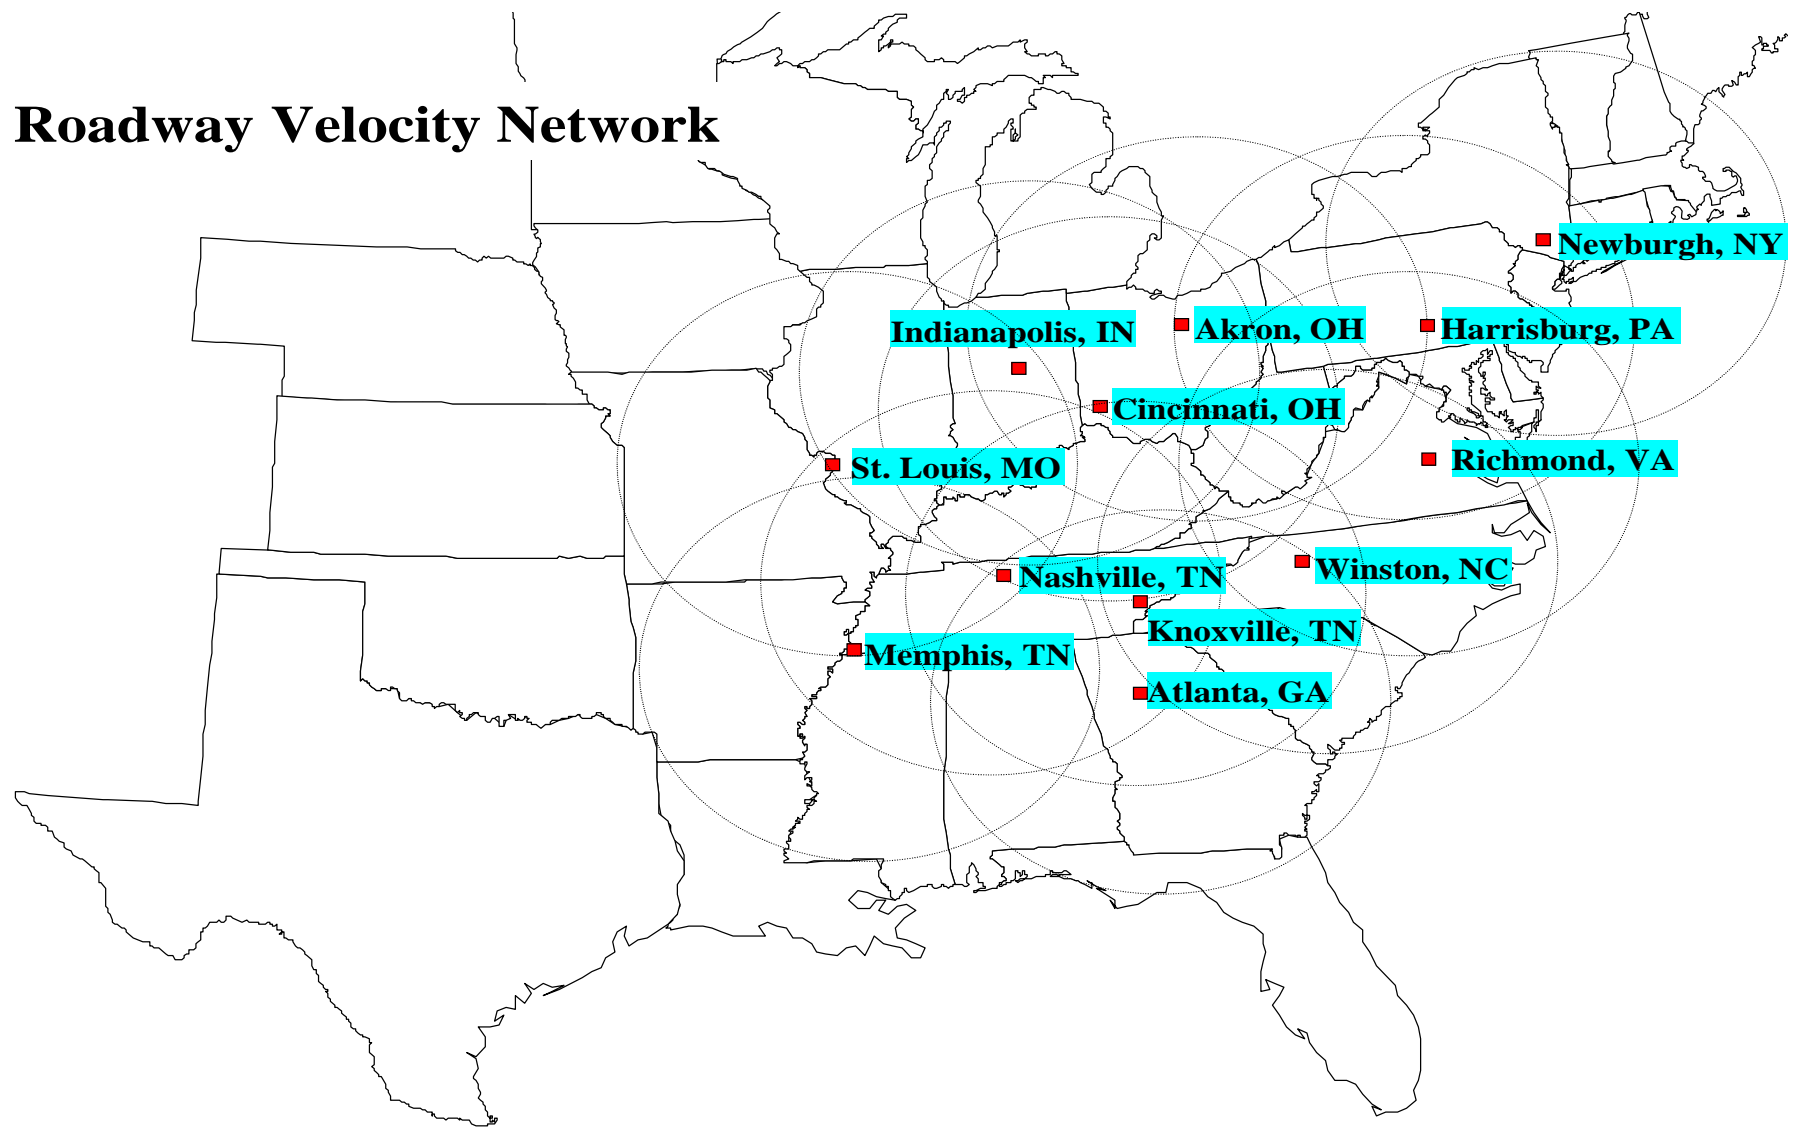 Roadway Velocity Network
Newburgh, NY
Indianapolis, IN
Akron, OH
Harrisburg, PA
Cincinnati, OH
St. Louis, MO
Richmond, VA
Nashville, TN
Winston, NC
Knoxville, TN
Memphis, TN
Atlanta, GA